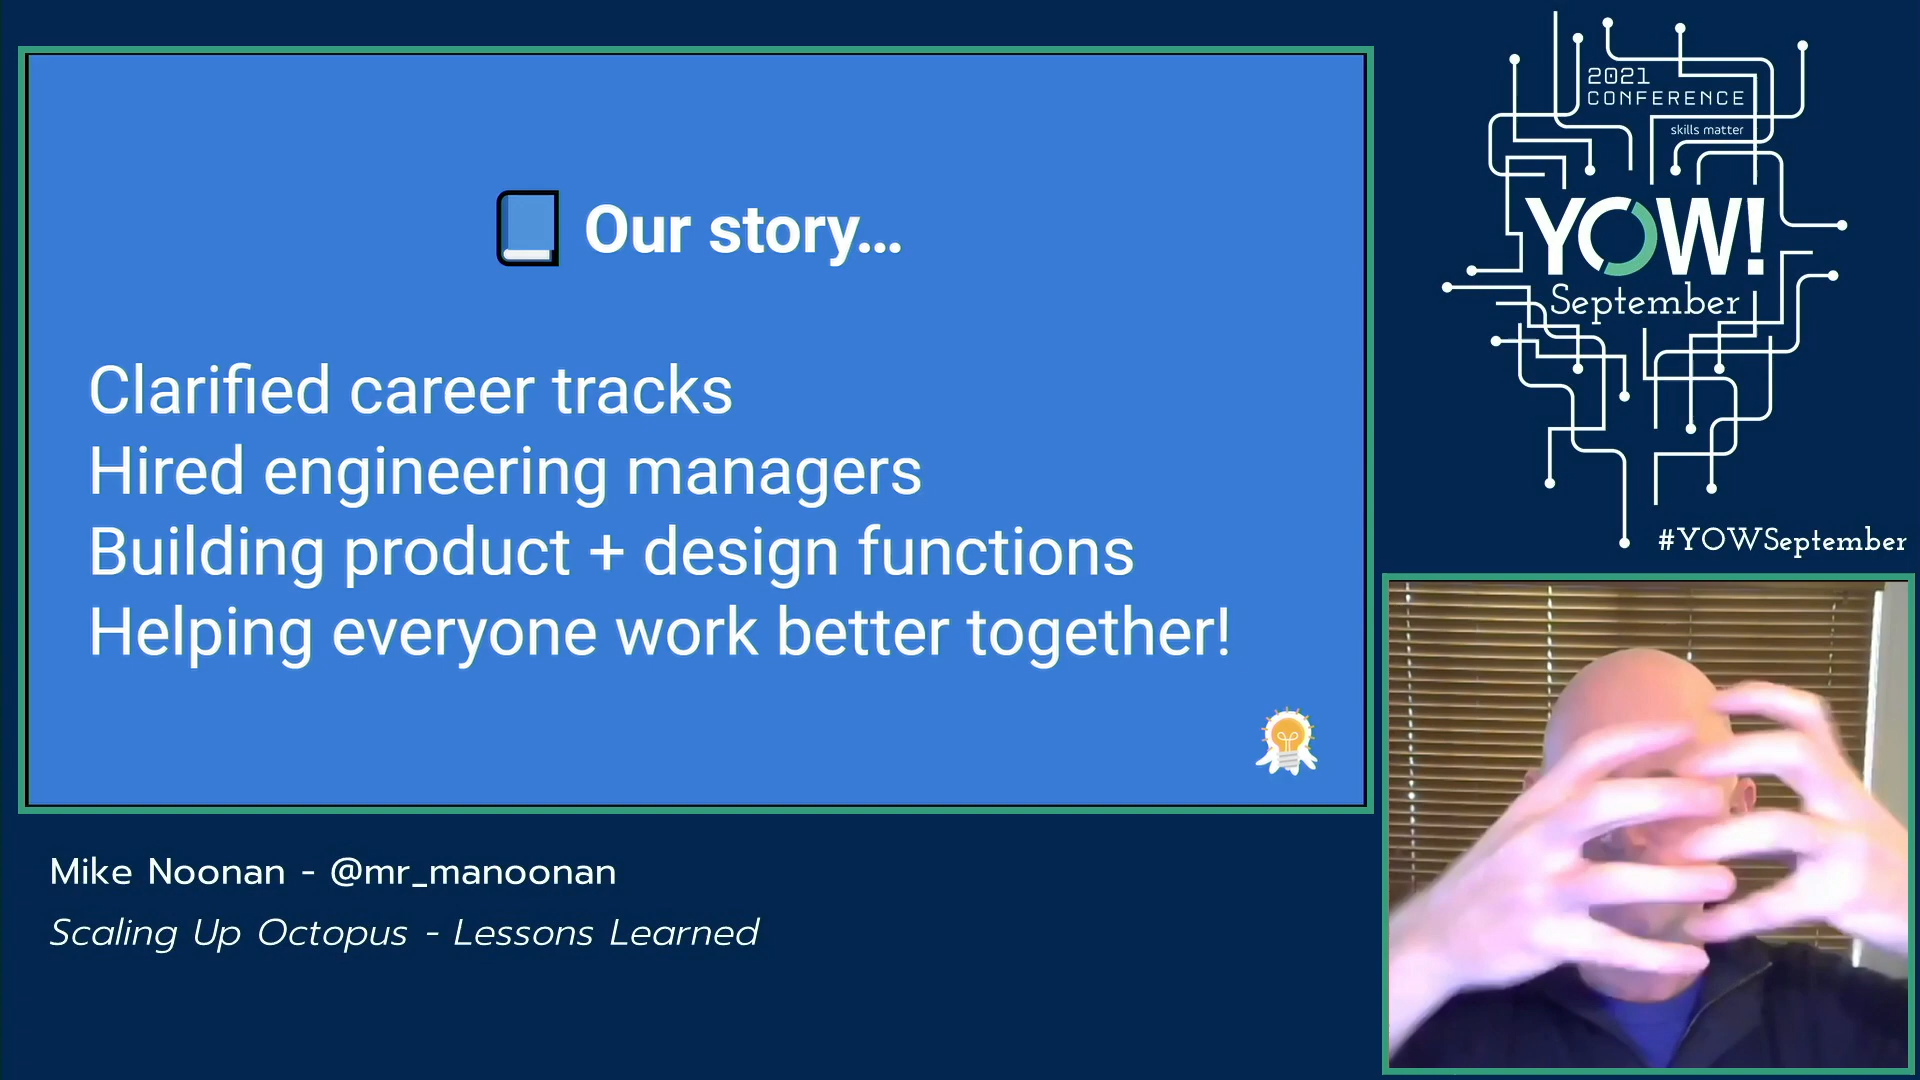 Our story...
Clarified career tracks
Hired engineering managers
Building product + design functions
Helping everyone work better together!
Mike Noonan - @mr_manoonan
Scaling Up Octopus - Lessons Learned
2021
CONFERENCE
skills matter
YOW!
September
#YOWSeptember